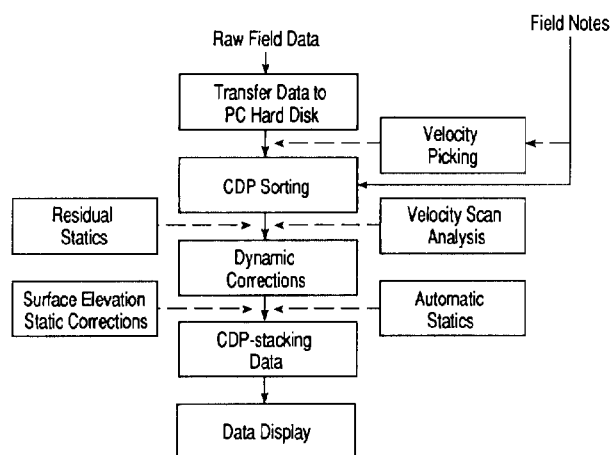 Field Notes
Raw Field Data
Transfer Data to
PC Hard Disk
Velocity
Picking
CDP Sorting
Residual
Statics
Velocity Scan
Analysis
Dynamic
Corrections
Surface Elevation
Static Corrections
Automatic
Statics
CDP-stacking
Data
Data Display